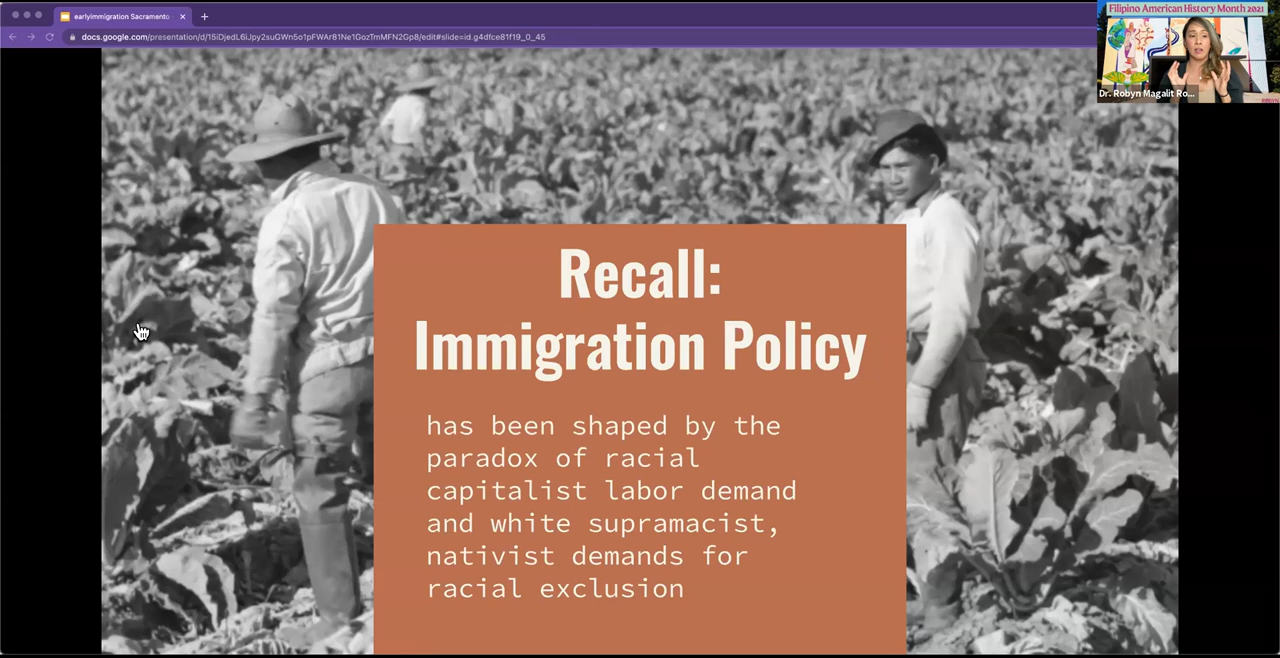 earlyimmigration Sacramento
docs.google.com/presentation/d/15iDjedL6iJpy2suGWn5o1pFWAr81Ne1GozTmMFN2Gp8/edit#slide=id.g4dfce81f19_0_45
Filipino American History Month 2021
Dr. Robyn Magalit Ro...
Recall:
Immigration Policy
has been shaped by the
paradox of racial
capitalist labor demand
and white supramacist,
nativist demands for
racial exclusion